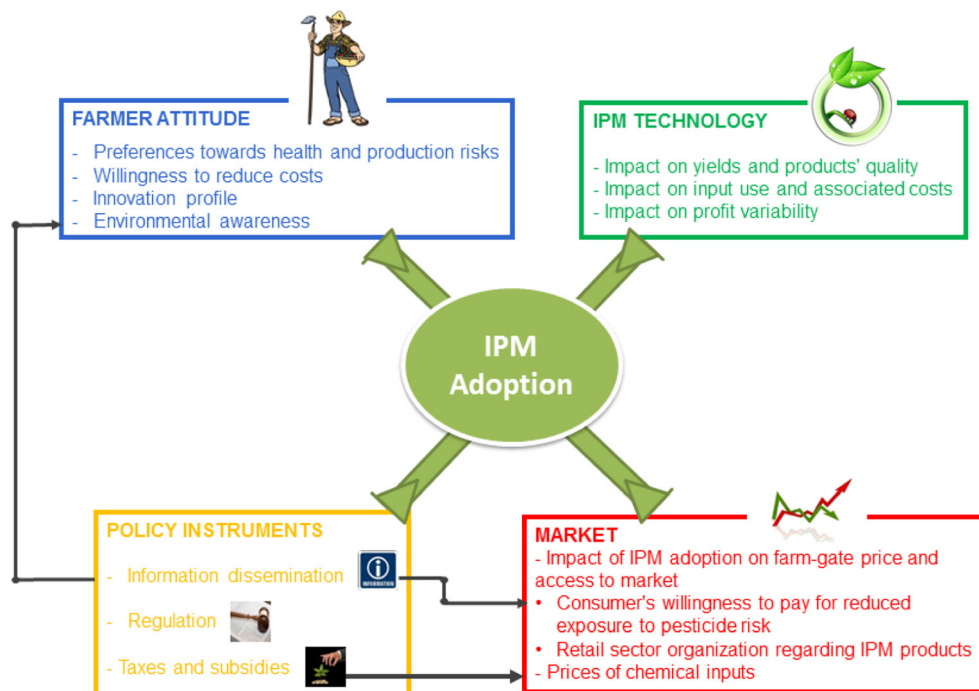 FARMER ATTITUDE
- Preferences towards health and production risks
- Willingness to reduce costs
- Innovation profile
- Environmental awareness
IPM TECHNOLOGY
- Impact on yields and products' quality
- Impact on input use and associated costs
- Impact on profit variability
IPM
Adoption
POLICY INSTRUMENTS
- Information dissemination
INFORMATION
- Regulation
- Taxes and subsidies
MARKET
- Impact of IPM adoption on farm-gate price and
access to market
• Consumer's willingness to pay for reduced
exposure to pesticide risk
• Retail sector organization regarding IPM products
- Prices of chemical inputs